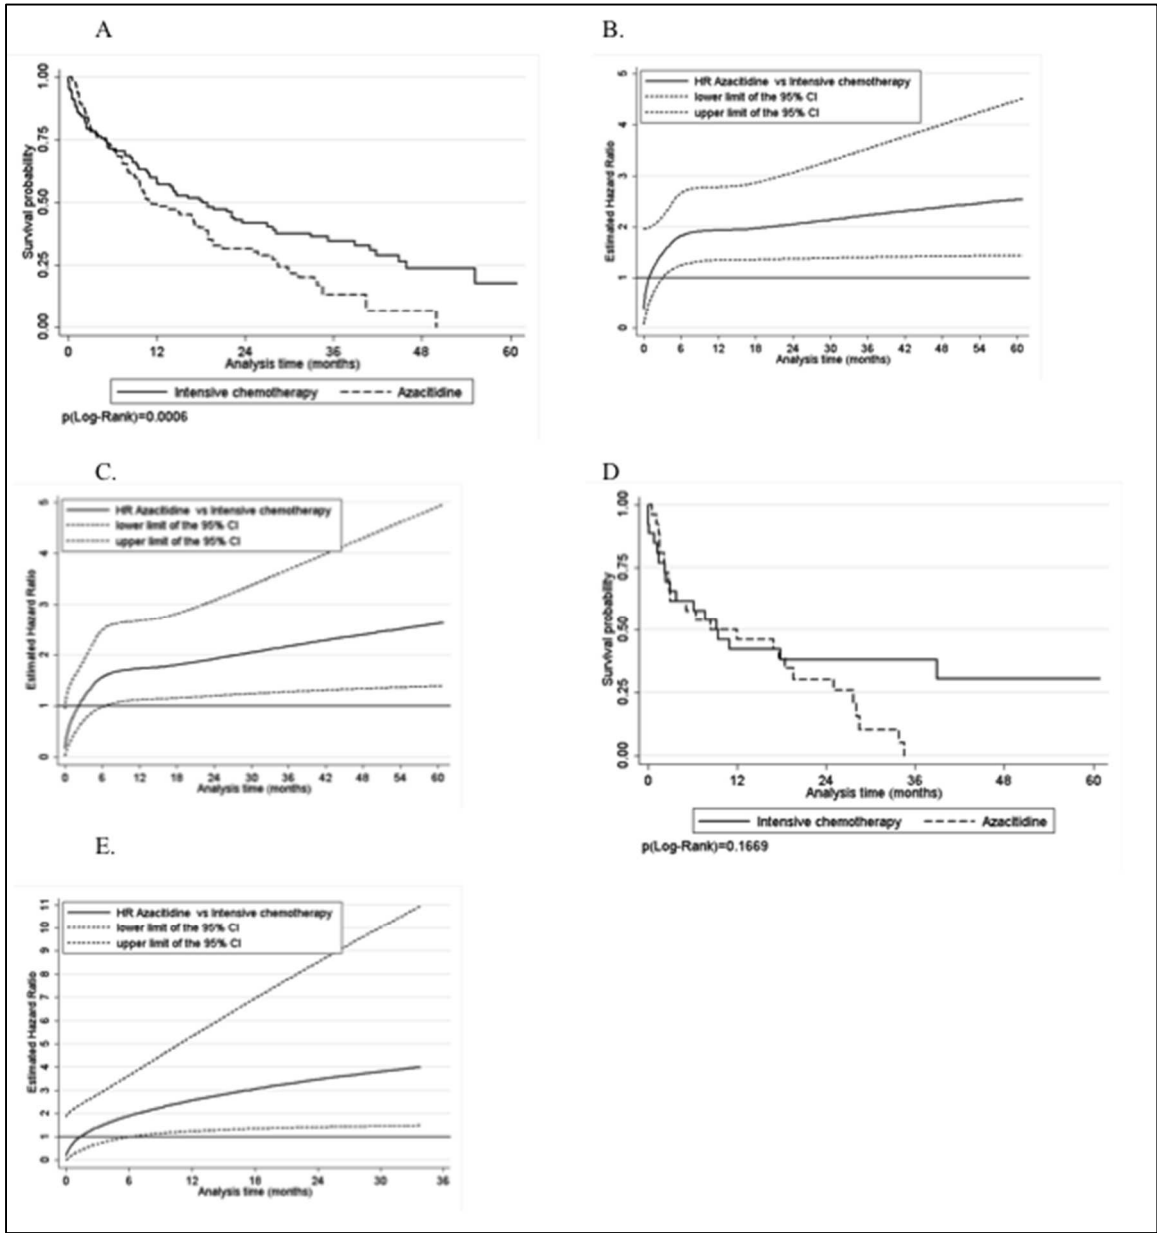 A
1.00
0.75
0.50
0.25
0.00
Survival probability
0 12 24 36 48 60
Analysis time (months)
Intensive chemotherapy Azacitidine
p(Log-Rank)=0.0006
B.
HR Azacitidine vs Intensive chemotherapy
lower limit of the 95% CI
upper limit of the 95% CI
5
4
3
2
1
0
Estimated Hazard Ratio
0 6 12 18 24 30 36 42 48 54 60
Analysis time (months)
C.
HR Azacitidine vs Intensive chemotherapy
lower limit of the 95% CI
upper limit of the 95% CI
5
4
3
2
1
0
Estimated Hazard Ratio
0 6 12 18 24 30 36 42 48 54 60
Analysis time (months)
D
1.00
0.75
0.50
0.25
0.00
Survival probability
0 12 24 36 48 60
Analysis time (months)
Intensive chemotherapy Azacitidine
p(Log-Rank)=0.1669
E.
HR Azacitidine vs Intensive chemotherapy
lower limit of the 95% CI
upper limit of the 95% CI
11
10
9
8
7
6
5
4
3
2
1
0
Estimated Hazard Ratio
0 6 12 18 24 30 36
Analysis time (months)